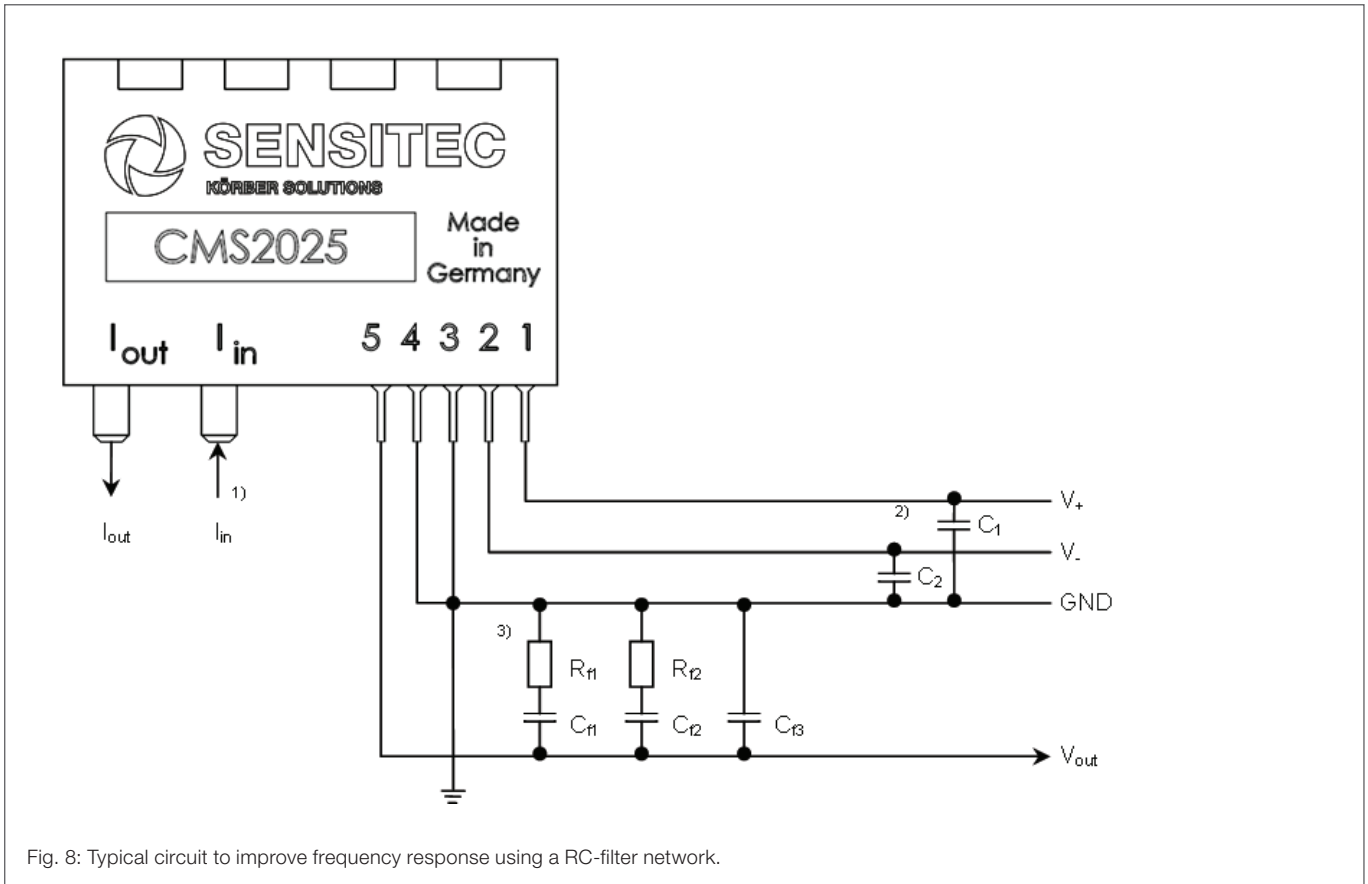 SENSITEC
KÖRBER SOLUTIONS
CMS2025
Made
in
Germany
Iout Iin 5 4 3 2 1
1)
Iout Iin
V+
2) C1
V-
C2
GND
3)
Rf1 Rf2
Cf1 Cf2 Cf3
Vout
Fig. 8: Typical circuit to improve frequency response using a RC-filter network.